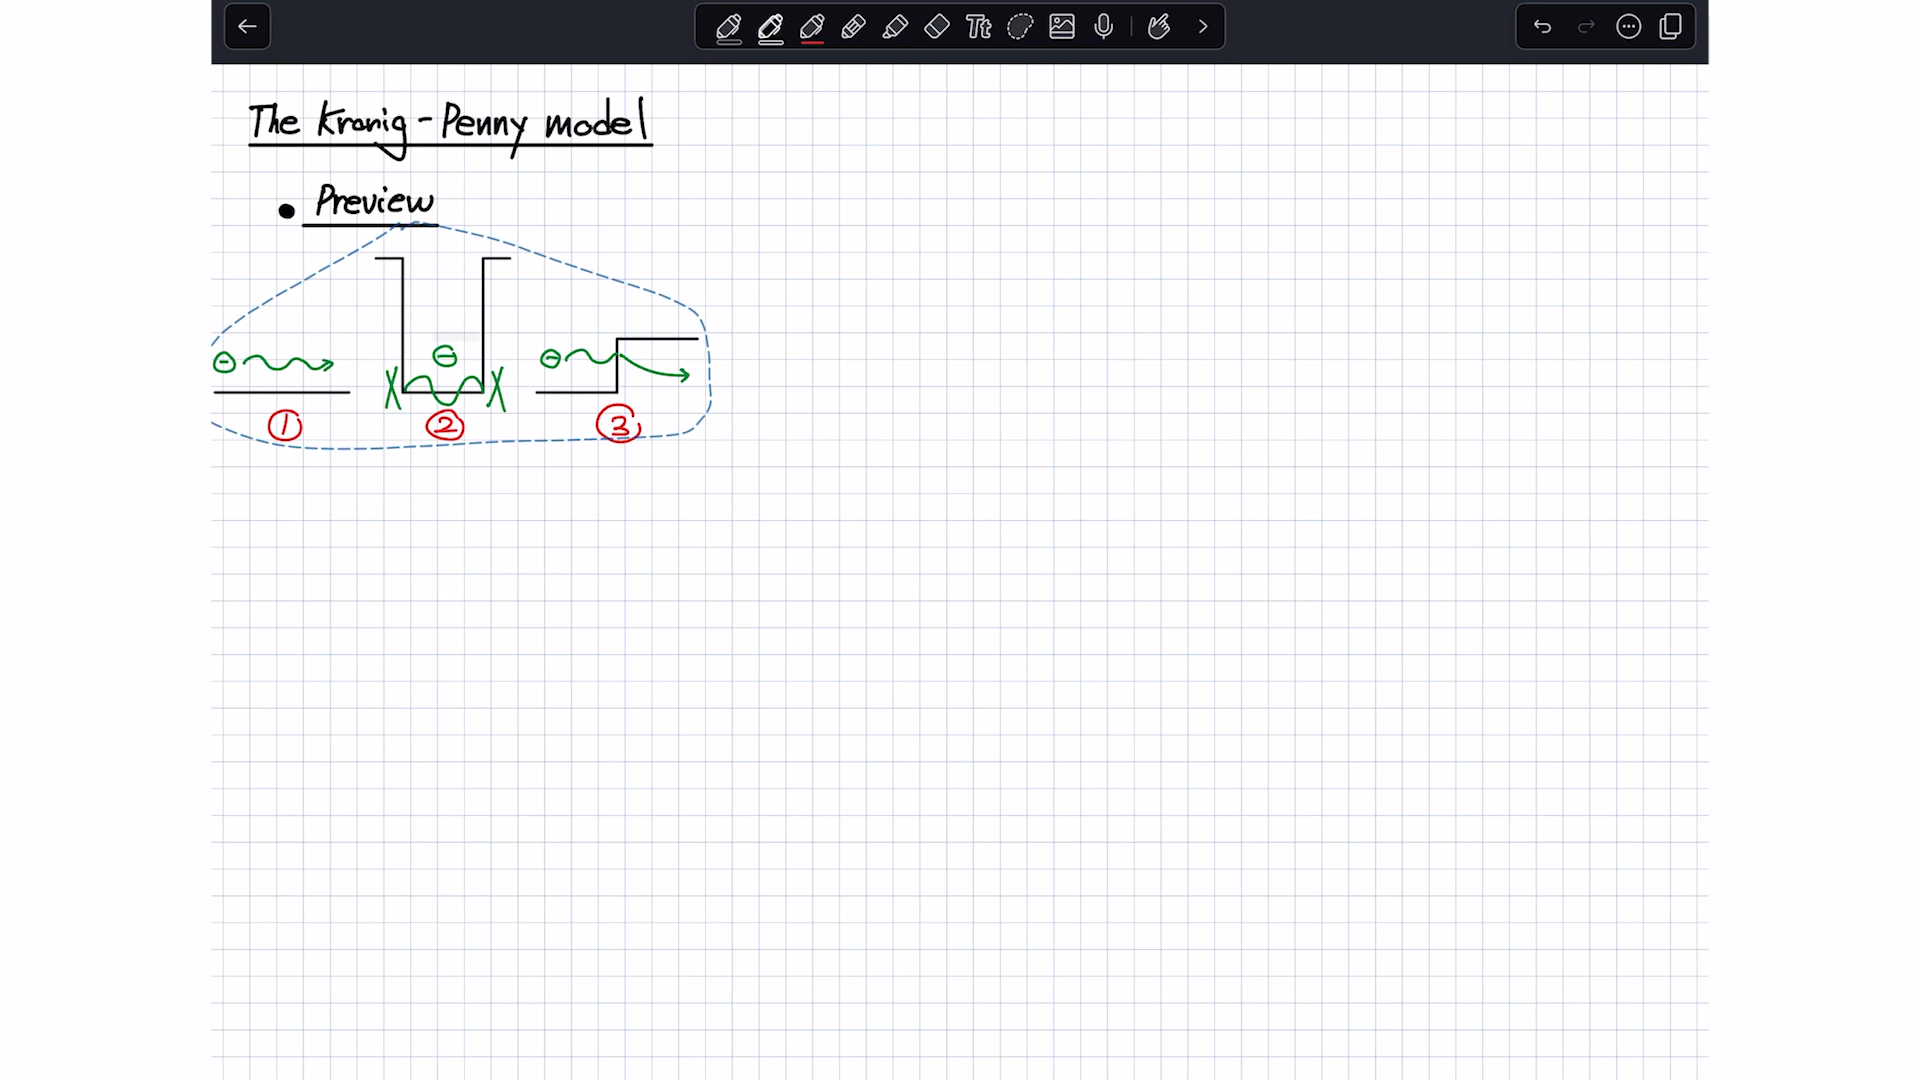 The Kronig-Penny model
• Preview
① ② ③